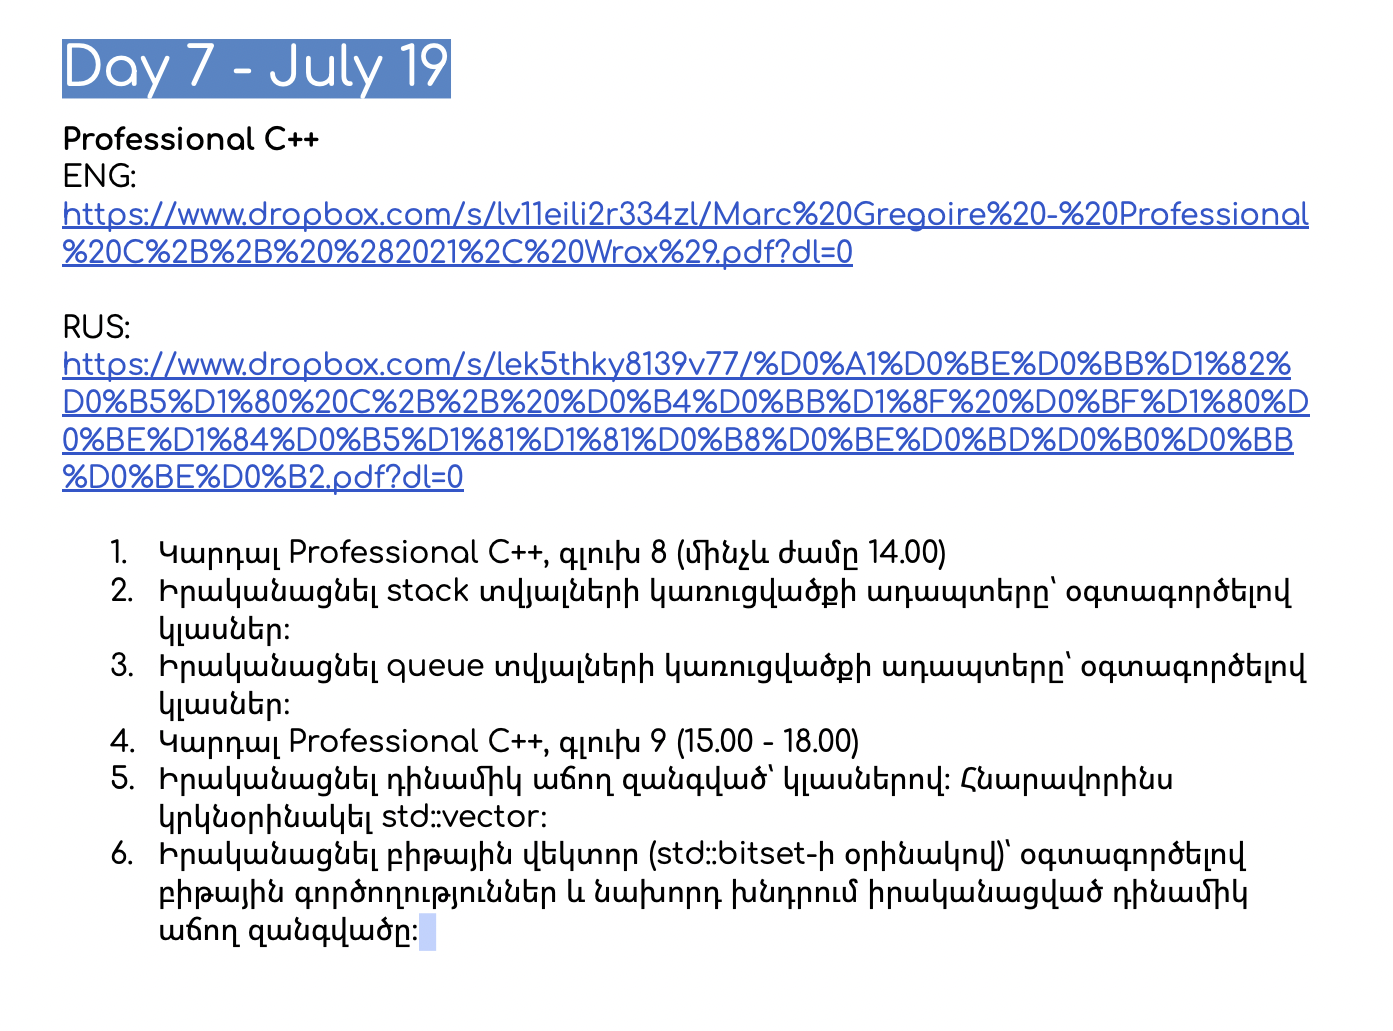 Day 7 - July 19
Professional C++
ENG:
https://www.dropbox.com/s/lv11eili2r334zl/Marc%20Gregoire%20-%20Professional
%20C%2B%2B%20%282021%2C%20Wrox%29.pdf?dl=0
RUS:
https://www.dropbox.com/s/lek5thky8139v77/%D0%A1%D0%BE%D0%BB%D1%82%
D0%B5%D1%80%20C%2B%2B%20%D0%B4%D0%BB%D1%8F%20%D0%BF%D1%80%D
0%BE%D1%84%D0%B5%D1%81%D1%81%D0%B8%D0%BE%D0%BD%D0%B0%D0%BB
%D0%BE%D0%B2.pdf?dl=0
1. Կարդալ Professional C++, գլուխ 8 (մինչև ժամը 14.00)
2. Իրականացնել stack տվյալների կառուցվածքի ադապտերը՝ օգտագործելով
կլասներ։
3. Իրականացնել queue տվյալների կառուցվածքի ադապտերը՝ օգտագործելով
կլասներ։
4. Կարդալ Professional C++, գլուխ 9 (15.00 - 18.00)
5. Իրականացնել դինամիկ աճող զանգված՝ կլասներով։ Հնարավորինս
կրկնօրինակել std::vector։
6. Իրականացնել բիթային վեկտոր (std::bitset-ի օրինակով)՝ օգտագործելով
բիթային գործողություններ և նախորդ խնդրում իրականացված դինամիկ
աճող զանգվածը։